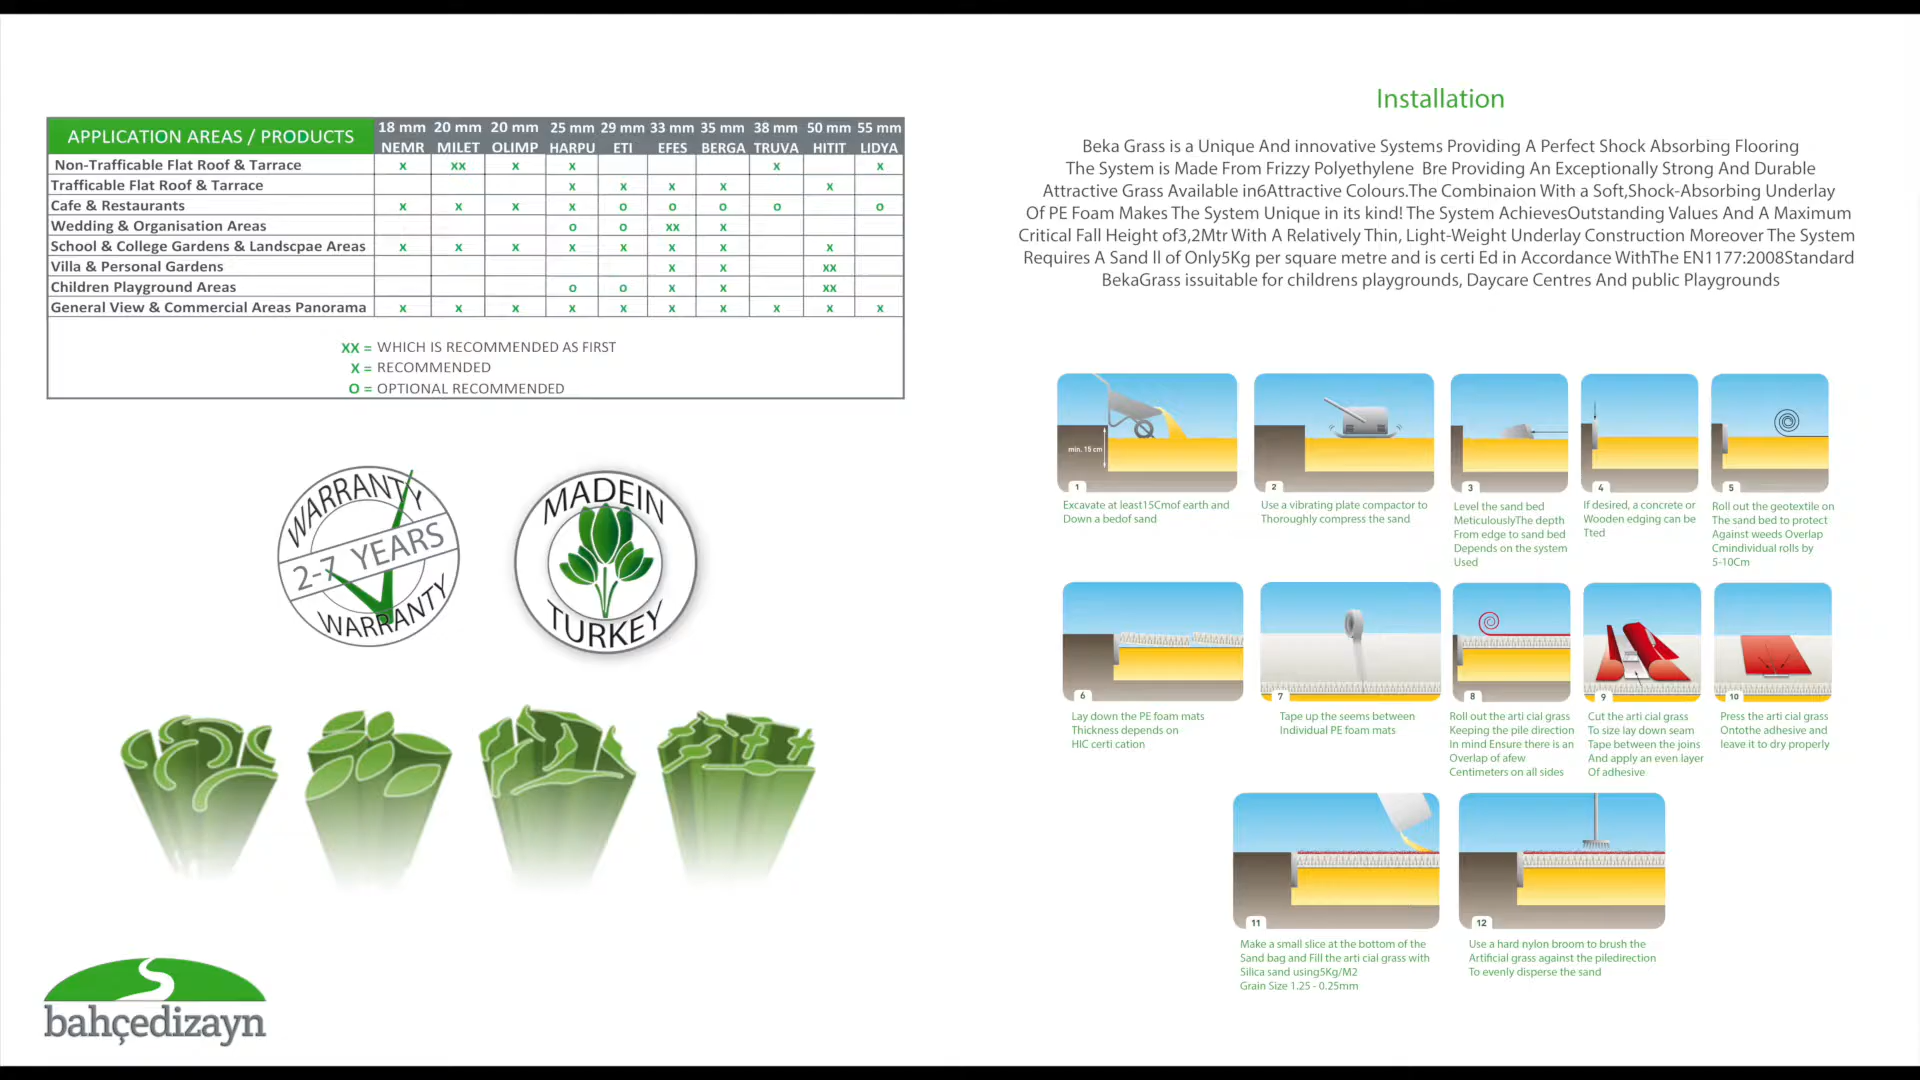 APPLICATION AREAS / PRODUCTS 18 mm NEMR 20 mm MILET 20 mm OLIMP 25 mm HARPU 29 mm ETI 33 mm EFES 35 mm BERGA 38 mm TRUVA 50 mm HITIT 55 mm LIDYA
Non-Trafficable Flat Roof & Tarrace x xx x x x x
Trafficable Flat Roof & Tarrace x x x x x
Cafe & Restaurants x x x x o o o o o
Wedding & Organisation Areas o o xx x
School & College Gardens & Landscpae Areas x x x x x x x x
Villa & Personal Gardens x x xx
Children Playground Areas o o x x xx
General View & Commercial Areas Panorama x x x x x x x x x x
XX = WHICH IS RECOMMENDED AS FIRST
X = RECOMMENDED
O = OPTIONAL RECOMMENDED
WARRANTY
2-7 YEARS
WARRANTY
MADEIN
TURKEY
bahçedizayn
Installation
Beka Grass is a Unique And innovative Systems Providing A Perfect Shock Absorbing Flooring
The System is Made From Frizzy Polyethylene Bre Providing An Exceptionally Strong And Durable
Attractive Grass Available in6Attractive Colours.The Combinaion With a Soft,Shock-Absorbing Underlay
Of PE Foam Makes The System Unique in its kind! The System AchievesOutstanding Values And A Maximum
Critical Fall Height of3,2Mtr With A Relatively Thin, Light-Weight Underlay Construction Moreover The System
Requires A Sand ll of Only5Kg per square metre and is certi Ed in Accordance WithThe EN1177:2008Standard
BekaGrass issuitable for childrens playgrounds, Daycare Centres And public Playgrounds
min. 15 cm
1
Excavate at least15Cmof earth and
Down a bedof sand
2
Use a vibrating plate compactor to
Thoroughly compress the sand
3
Level the sand bed
MeticulouslyThe depth
From edge to sand bed
Depends on the system
Used
4
If desired, a concrete or
Wooden edging can be
Tted
5
Roll out the geotextile on
The sand bed to protect
Against weeds Overlap
Cmindividual rolls by
5-10Cm
6
Lay down the PE foam mats
Thickness depends on
HIC certi cation
7
Tape up the seems between
Individual PE foam mats
8
Roll out the arti cial grass
Keeping the pile direction
In mind Ensure there is an
Overlap of afew
Centimeters on all sides
9
Cut the arti cial grass
To size lay down seam
Tape between the joins
And apply an even layer
Of adhesive
10
Press the arti cial grass
Ontothe adhesive and
leave it to dry properly
11
Make a small slice at the bottom of the
Sand bag and Fill the arti cial grass with
Silica sand using5Kg/M2
Grain Size 1.25 - 0.25mm
12
Use a hard nylon broom to brush the
Artificial grass against the piledirection
To evenly disperse the sand